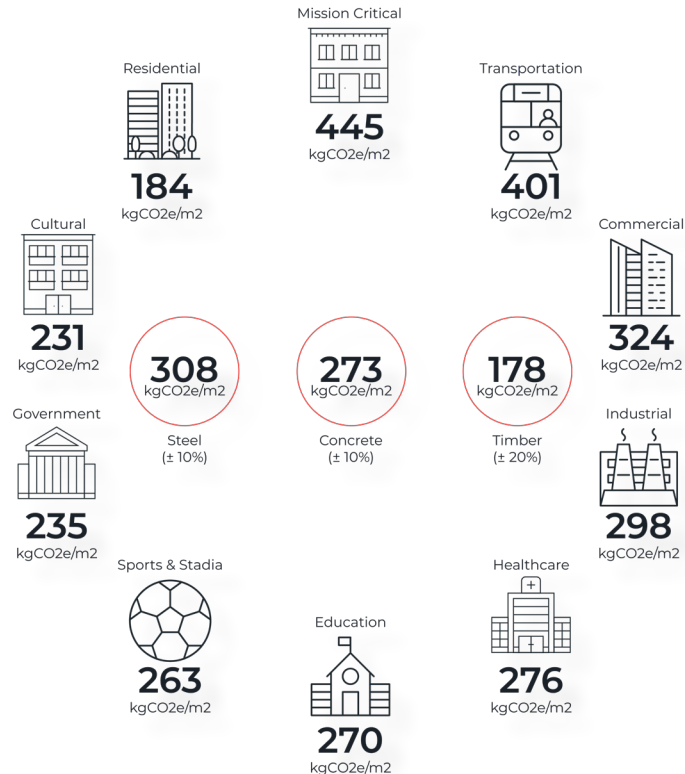 Mission Critical
445
kgCO2e/m2
Residential
184
kgCO2e/m2
Transportation
401
kgCO2e/m2
Cultural
231
kgCO2e/m2
Commercial
324
kgCO2e/m2
308
kgCO2e/m2
Steel
(± 10%)
273
kgCO2e/m2
Concrete
(± 10%)
178
kgCO2e/m2
Timber
(± 20%)
Government
235
kgCO2e/m2
Industrial
298
kgCO2e/m2
Sports & Stadia
263
kgCO2e/m2
Healthcare
276
kgCO2e/m2
Education
270
kgCO2e/m2